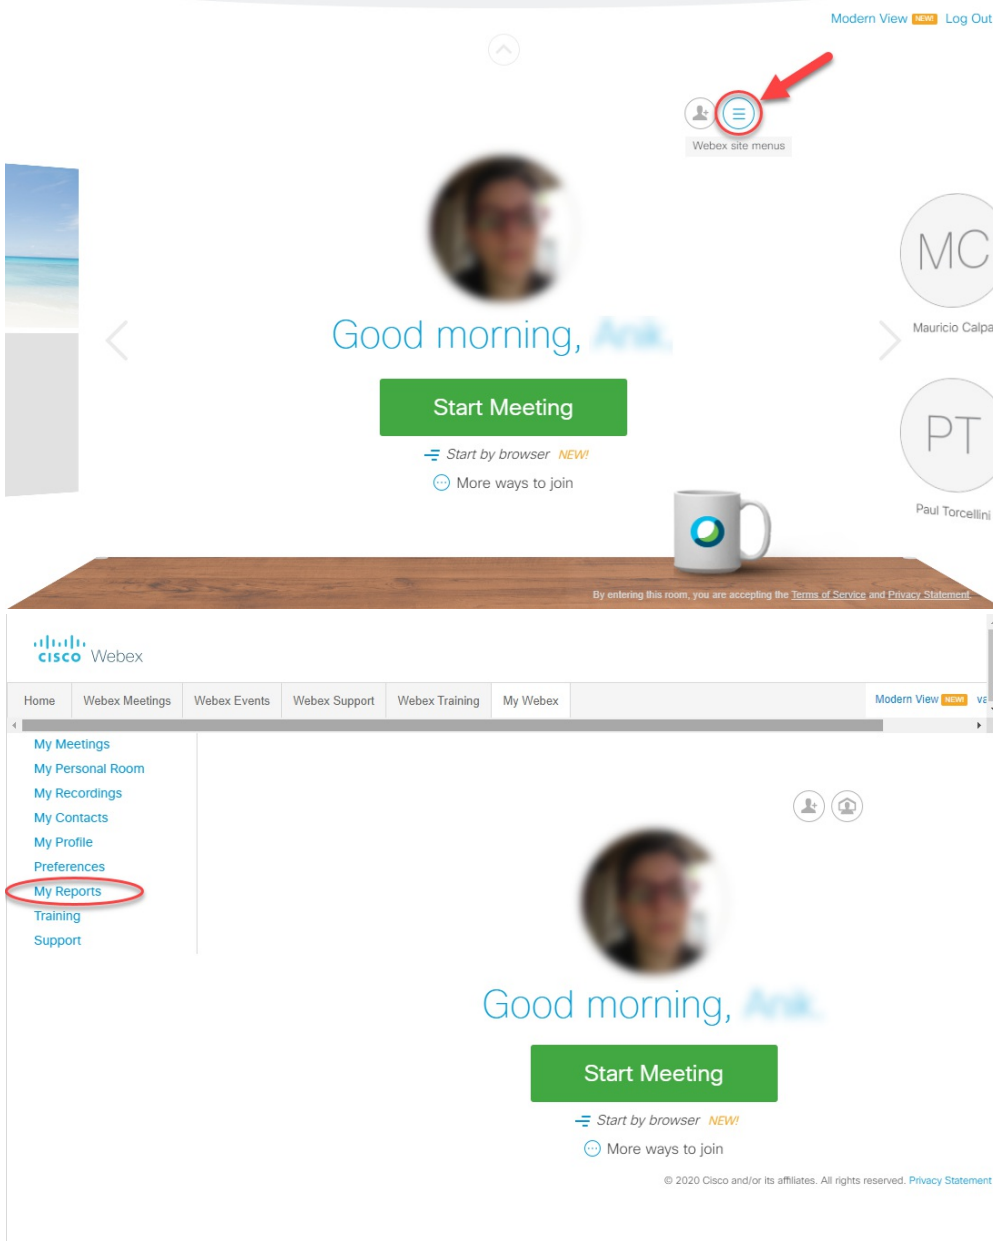 Modern View NEW! Log Out
Webex site menus
MC
Mauricio Calpa
Good morning,
Start Meeting
Start by browser NEW!
More ways to join
PT
Paul Torcellini
By entering this room, you are accepting the Terms of Service and Privacy Statement
CISCO Webex
Home Webex Meetings Webex Events Webex Support Webex Training My Webex Modern View NEW!
My Meetings
My Personal Room
My Recordings
My Contacts
My Profile
Preferences
My Reports
Training
Support
Good morning,
Start Meeting
Start by browser NEW!
More ways to join
© 2020 Cisco and/or its affiliates. All rights reserved. Privacy Statement